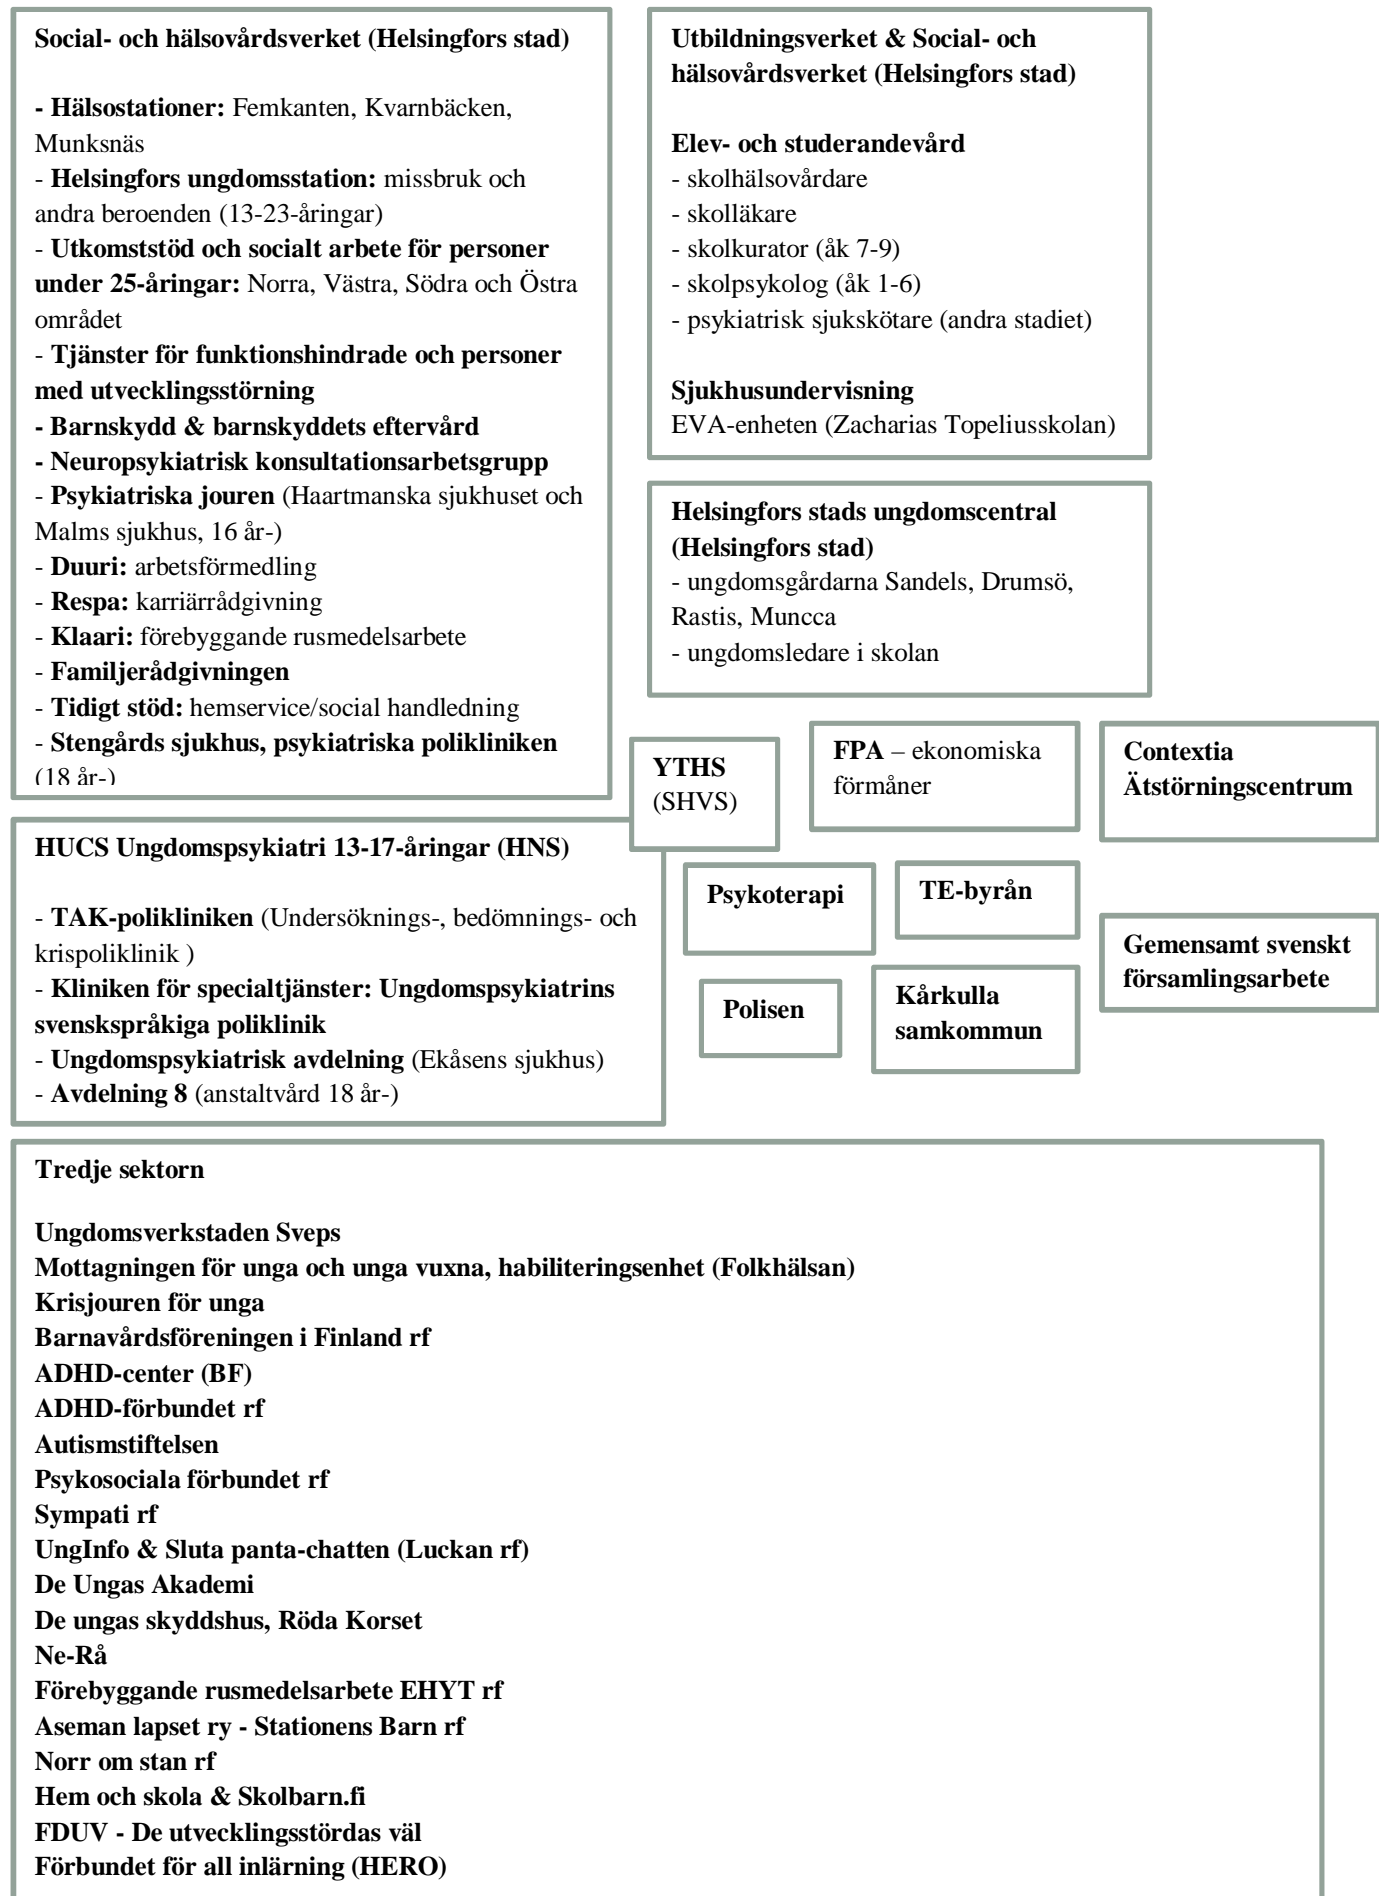 Social- och hälsovårdsverket (Helsingfors stad)
- Hälsostationer: Femkanten, Kvarnbäcken,
Munksnäs
- Helsingfors ungdomsstation: missbruk och
andra beroenden (13-23-åringar)
- Utkomststöd och socialt arbete för personer
under 25-åringar: Norra, Västra, Södra och Östra
området
- Tjänster för funktionshindrade och personer
med utvecklingsstörning
- Barnskydd & barnskyddets eftervård
- Neuropsykiatrisk konsultationsarbetsgrupp
- Psykiatriska jouren (Haartmanska sjukhuset och
Malms sjukhus, 16 år-)
- Duuri: arbetsförmedling
- Respa: karriärrådgivning
- Klaari: förebyggande rusmedelsarbete
- Familjerådgivningen
- Tidigt stöd: hemservice/social handledning
- Stengårds sjukhus, psykiatriska polikliniken
(18 år-)
Utbildningsverket & Social- och
hälsovårdsverket (Helsingfors stad)
Elev- och studerandevård
- skolhälsovårdare
- skolläkare
- skolkurator (åk 7-9)
- skolpsykolog (åk 1-6)
- psykiatrisk sjukskötare (andra stadiet)
Sjukhusundervisning
EVA-enheten (Zacharias Topeliusskolan)
Helsingfors stads ungdomscentral
(Helsingfors stad)
- ungdomsgårdarna Sandels, Drumsö,
Rastis, Muncca
- ungdomsledare i skolan
YTHS
(SHVS)
FPA – ekonomiska
förmåner
Contextia
Ätstörningscentrum
HUCS Ungdomspsykiatri 13-17-åringar (HNS)
- TAK-polikliniken (Undersöknings-, bedömnings- och
krispoliklinik )
- Kliniken för specialtjänster: Ungdomspsykiatrins
svenskspråkiga poliklinik
- Ungdomspsykiatrisk avdelning (Ekåsens sjukhus)
- Avdelning 8 (anstaltvård 18 år-)
Psykoterapi
TE-byrån
Gemensamt svenskt
församlingsarbete
Polisen
Kårkulla
samkommun
Tredje sektorn
Ungdomsverkstaden Sveps
Mottagningen för unga och unga vuxna, habiliteringsenhet (Folkhälsan)
Krisjouren för unga
Barnavårdsföreningen i Finland rf
ADHD-center (BF)
ADHD-förbundet rf
Autismstiftelsen
Psykosociala förbundet rf
Sympati rf
UngInfo & Sluta panta-chatten (Luckan rf)
De Ungas Akademi
De ungas skyddshus, Röda Korset
Ne-Rå
Förebyggande rusmedelsarbete EHYT rf
Aseman lapset ry - Stationens Barn rf
Norr om stan rf
Hem och skola & Skolbarn.fi
FDUV - De utvecklingsstördas väl
Förbundet för all inlärning (HERO)